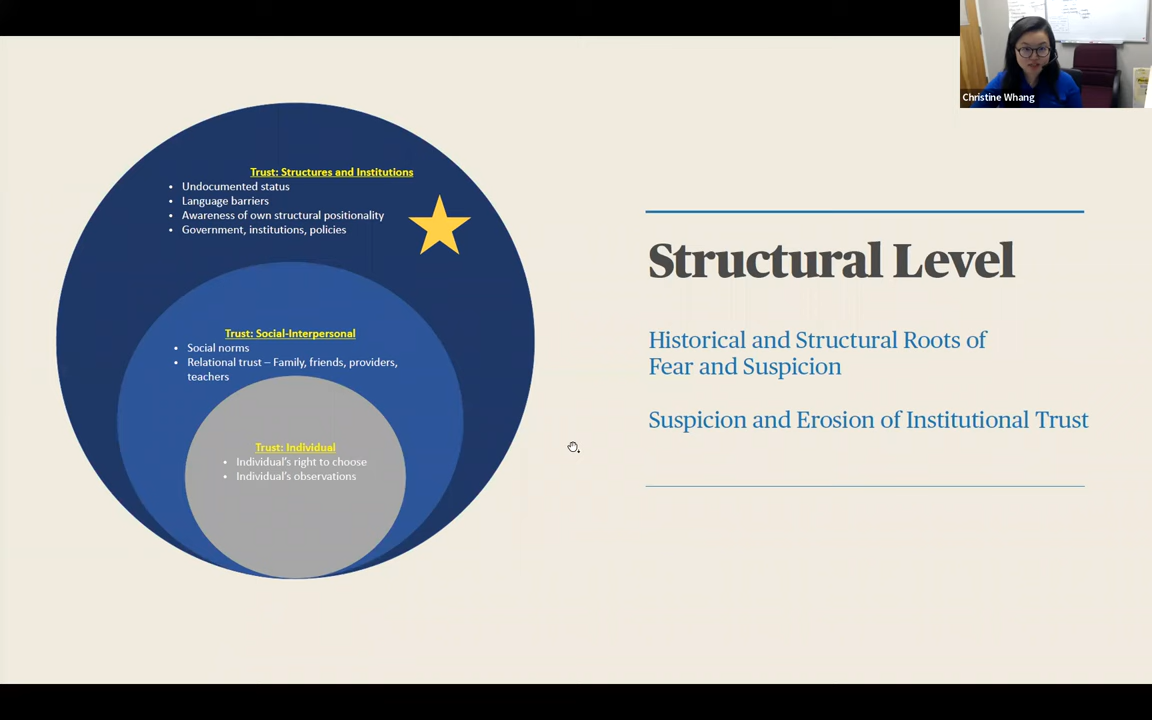 Christine Whang
Trust: Structures and Institutions
• Undocumented status
• Language barriers
• Awareness of own structural positionality
• Government, institutions, policies
Trust: Social-Interpersonal
• Social norms
• Relational trust – Family, friends, providers,
teachers
Trust: Individual
• Individual's right to choose
• Individual's observations
Structural Level
Historical and Structural Roots of
Fear and Suspicion
Suspicion and Erosion of Institutional Trust